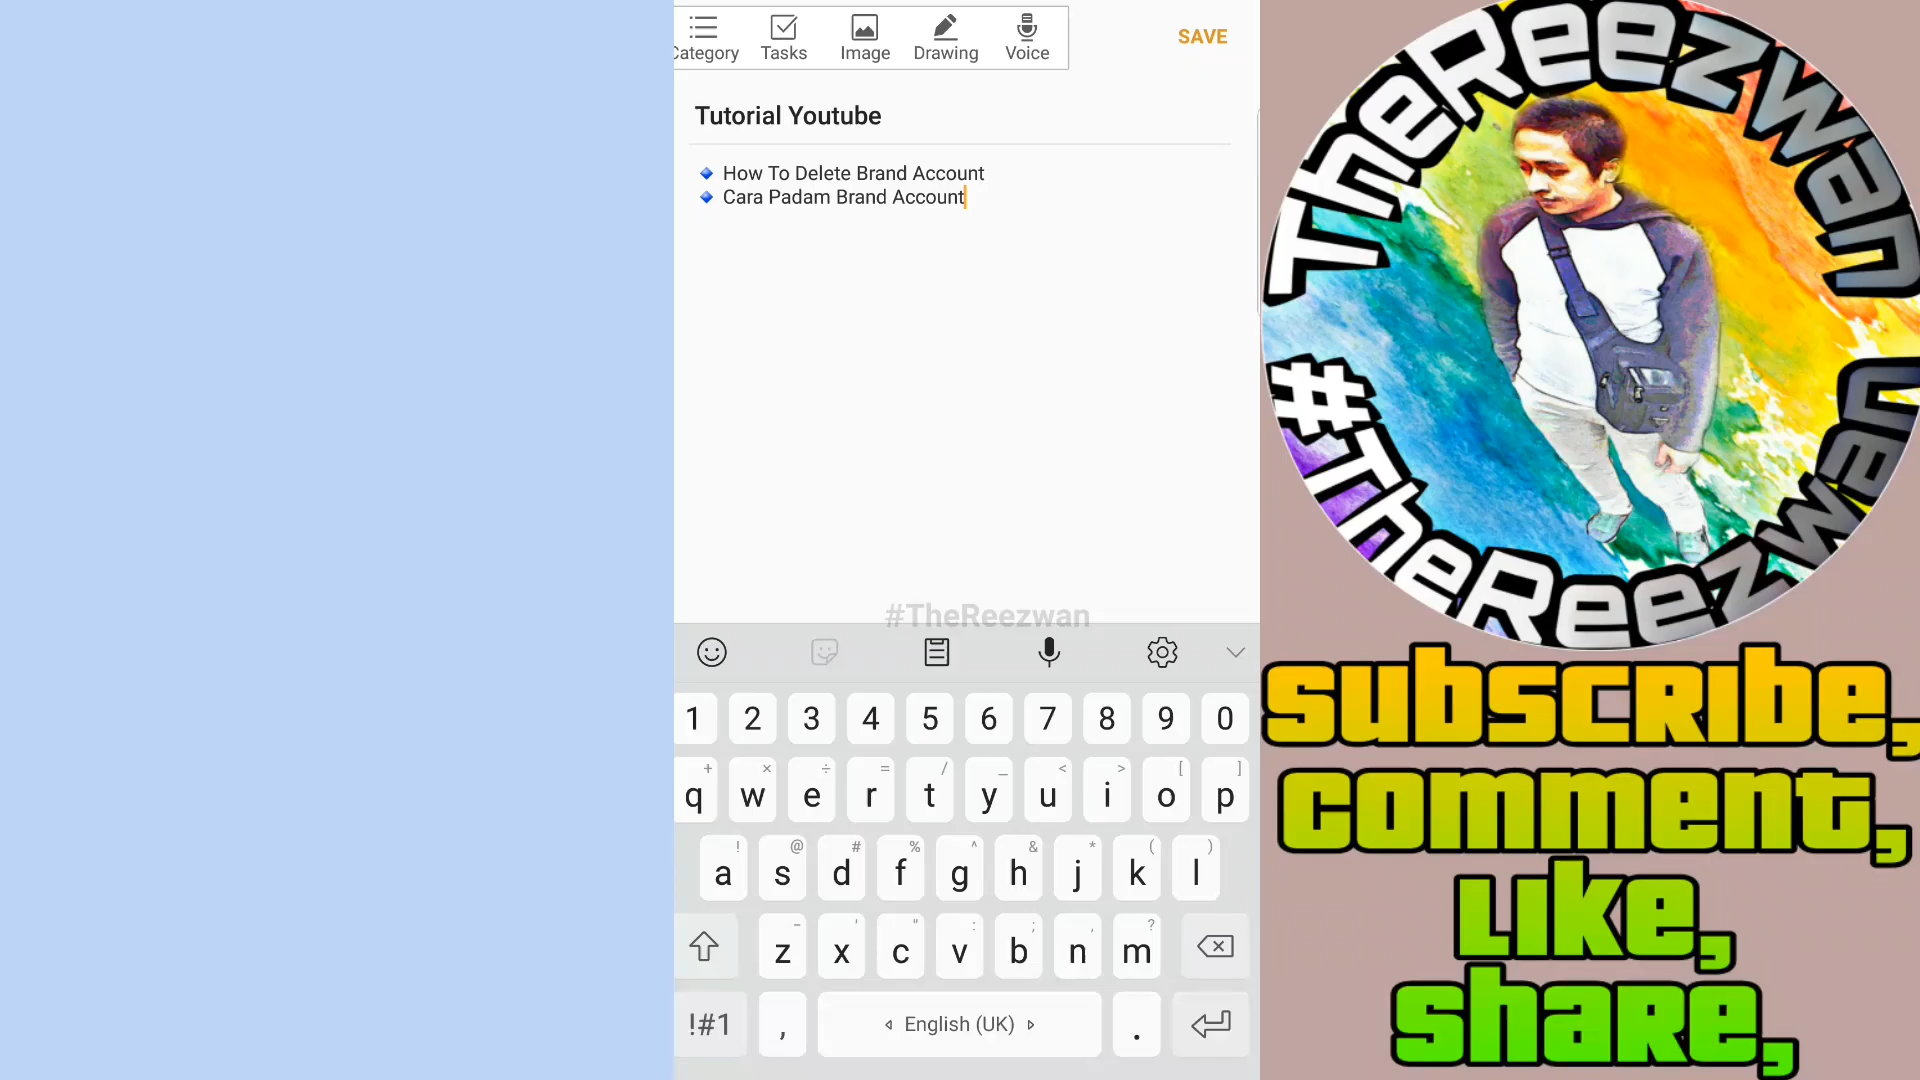 Category Tasks Image Drawing Voice
SAVE
Tutorial Youtube
How To Delete Brand Account
Cara Padam Brand Account
#TheReezwan
1 2 3 4 5 6 7 8 9 0
+ × ÷ = / _ < > [ ]
q w e r t y u i o p
! @ # % ^ & * ( )
a s d f g h j k l
- ' " : ; , ?
z x c v b n m
!#1 , English (UK) .
TheReezwan
#TheReezwan
subscribe,
comment,
like,
share,